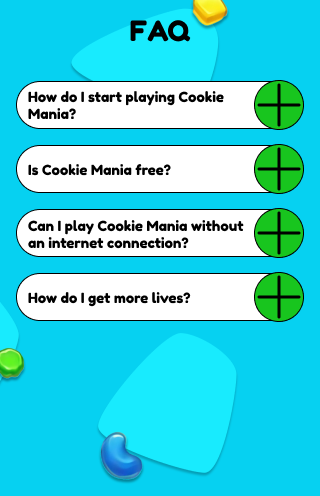 FAQ
How do I start playing Cookie
Mania?
Is Cookie Mania free?
Can I play Cookie Mania without
an internet connection?
How do I get more lives?